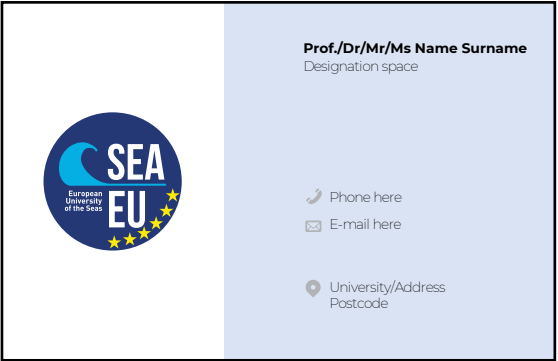 SEA
EU
European
University
of the Seas
Prof./Dr/Mr/Ms Name Surname
Designation space
Phone here
E-mail here
University/Address
Postcode